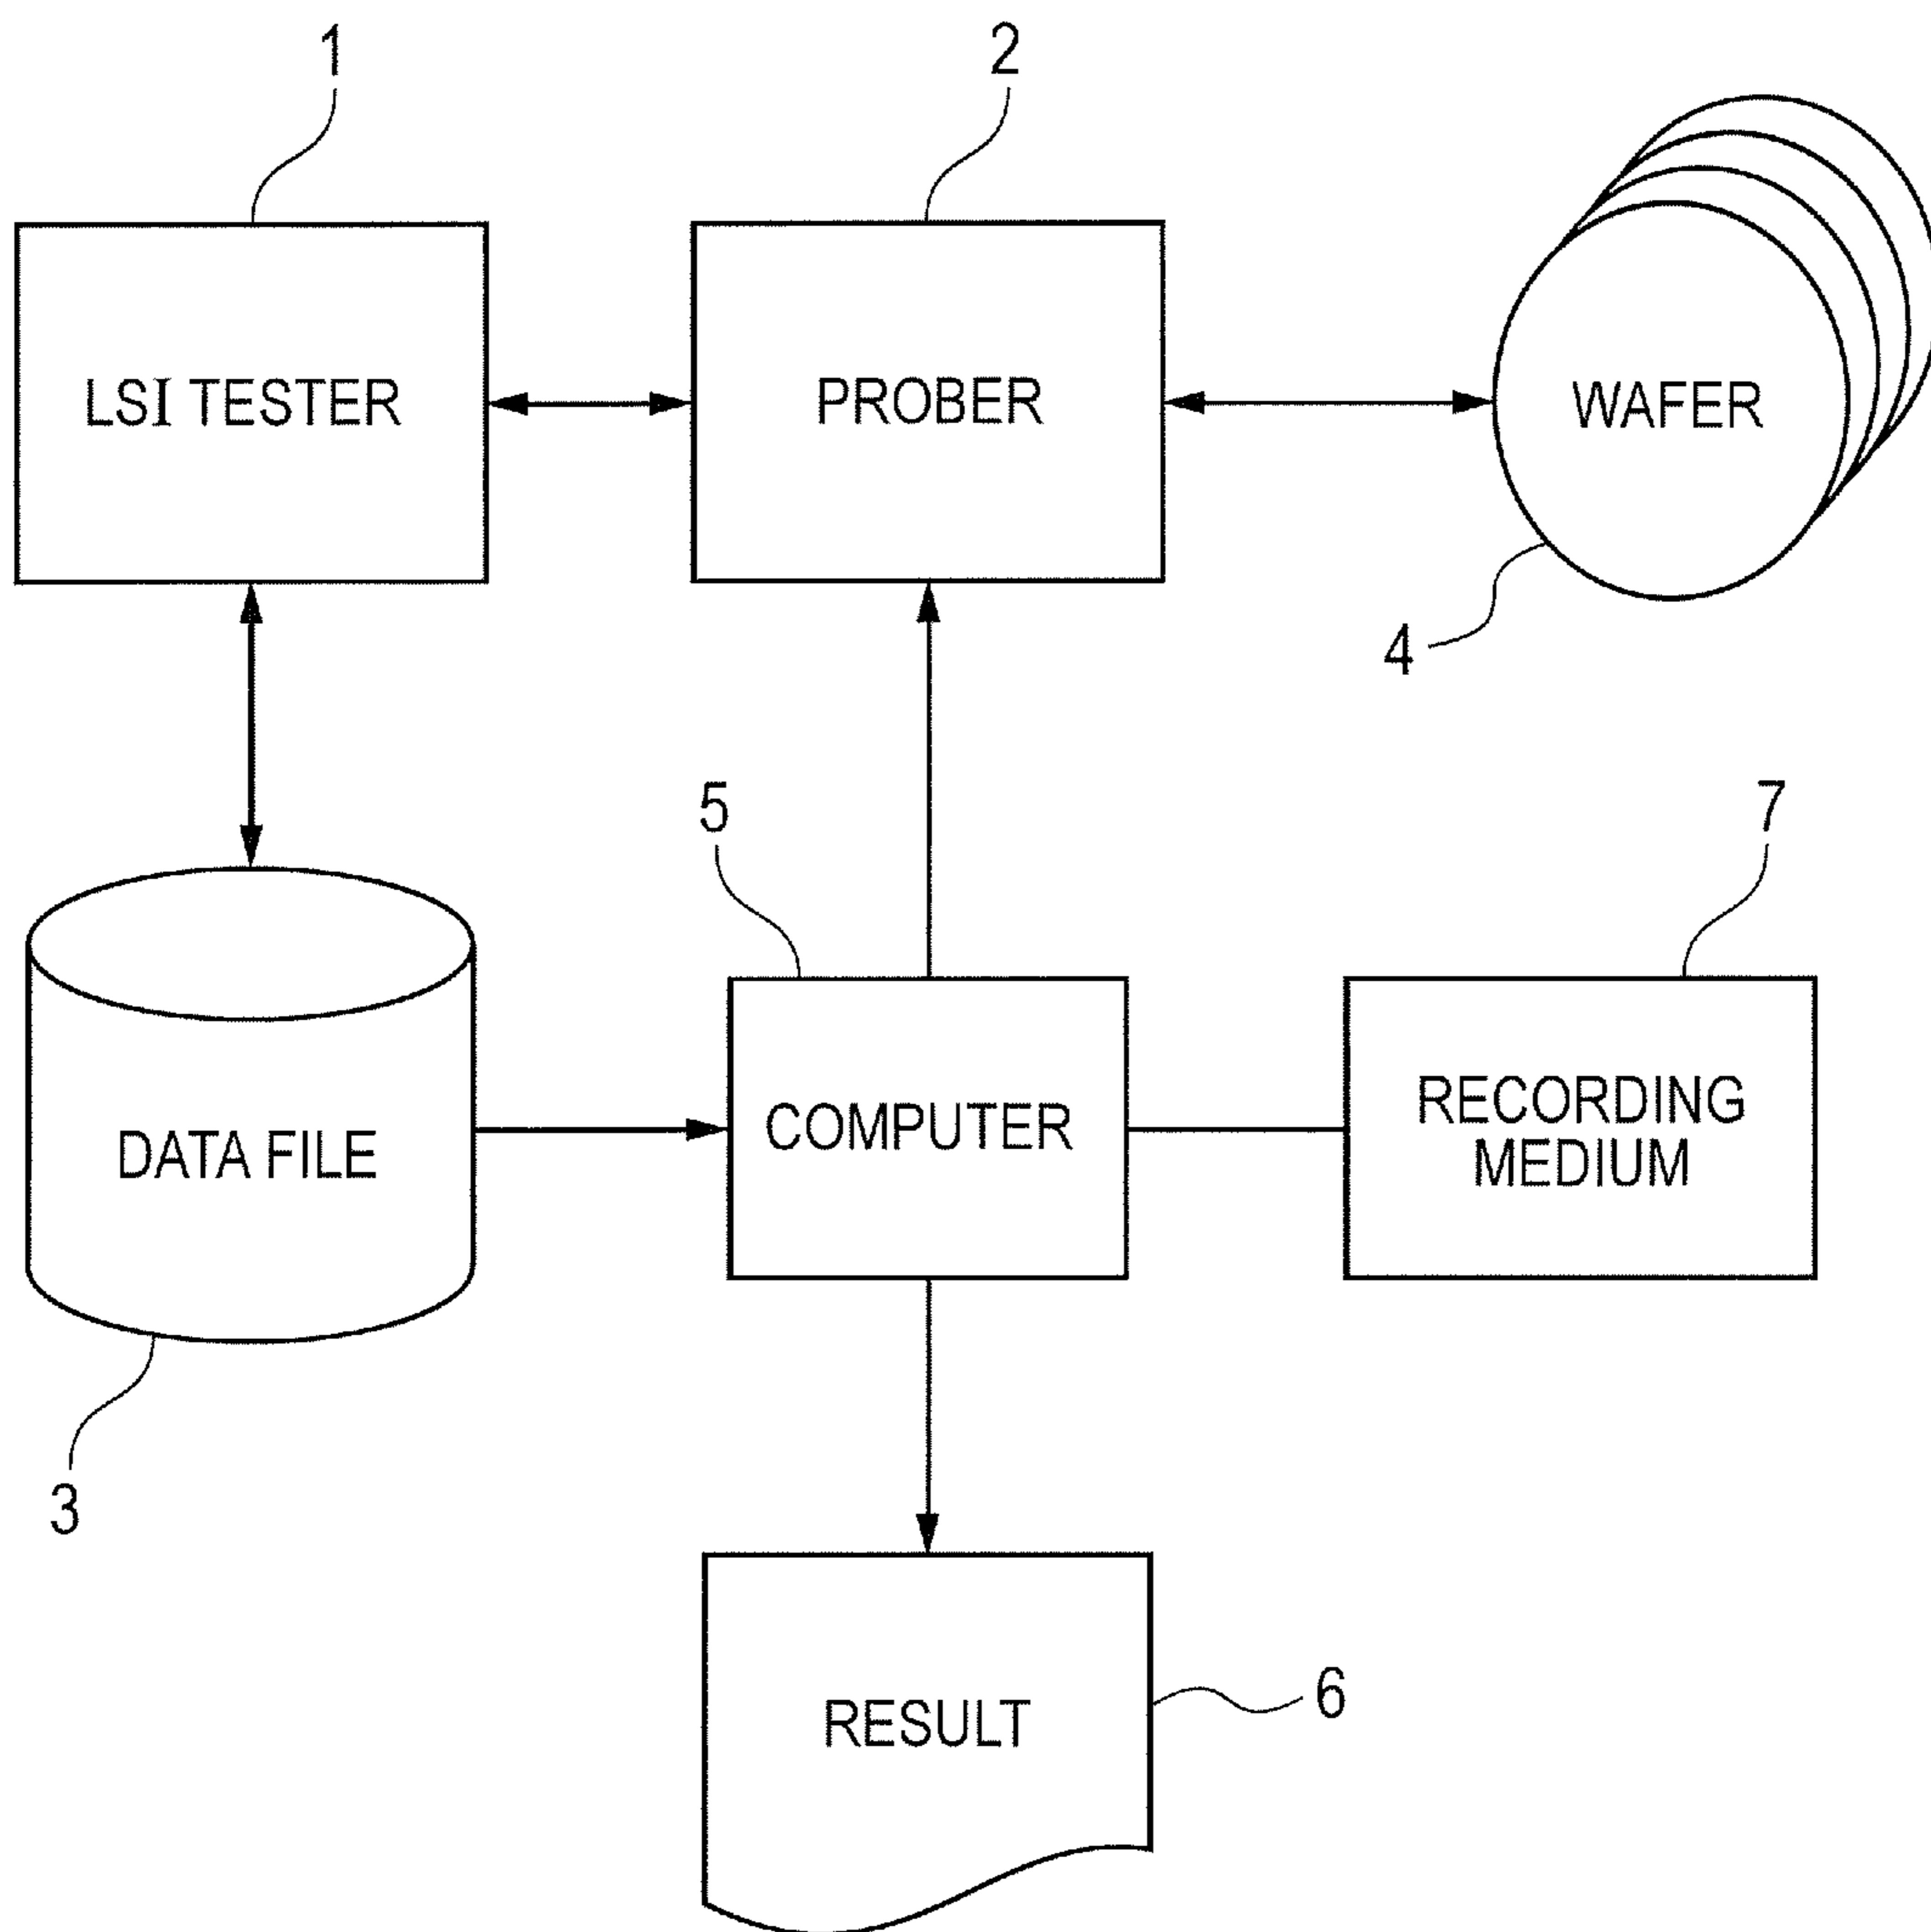 1
2
LSI TESTER
PROBER
WAFER
4
5
7
DATA FILE
COMPUTER
RECORDING
MEDIUM
3
RESULT
6